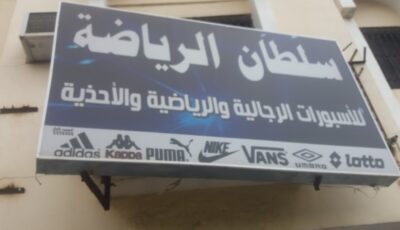 سلطان الرياضة
للأسبورات الرجالية والرياضية والأحذية
adidas Kappa PUMA NIKE VANS umbro lotto